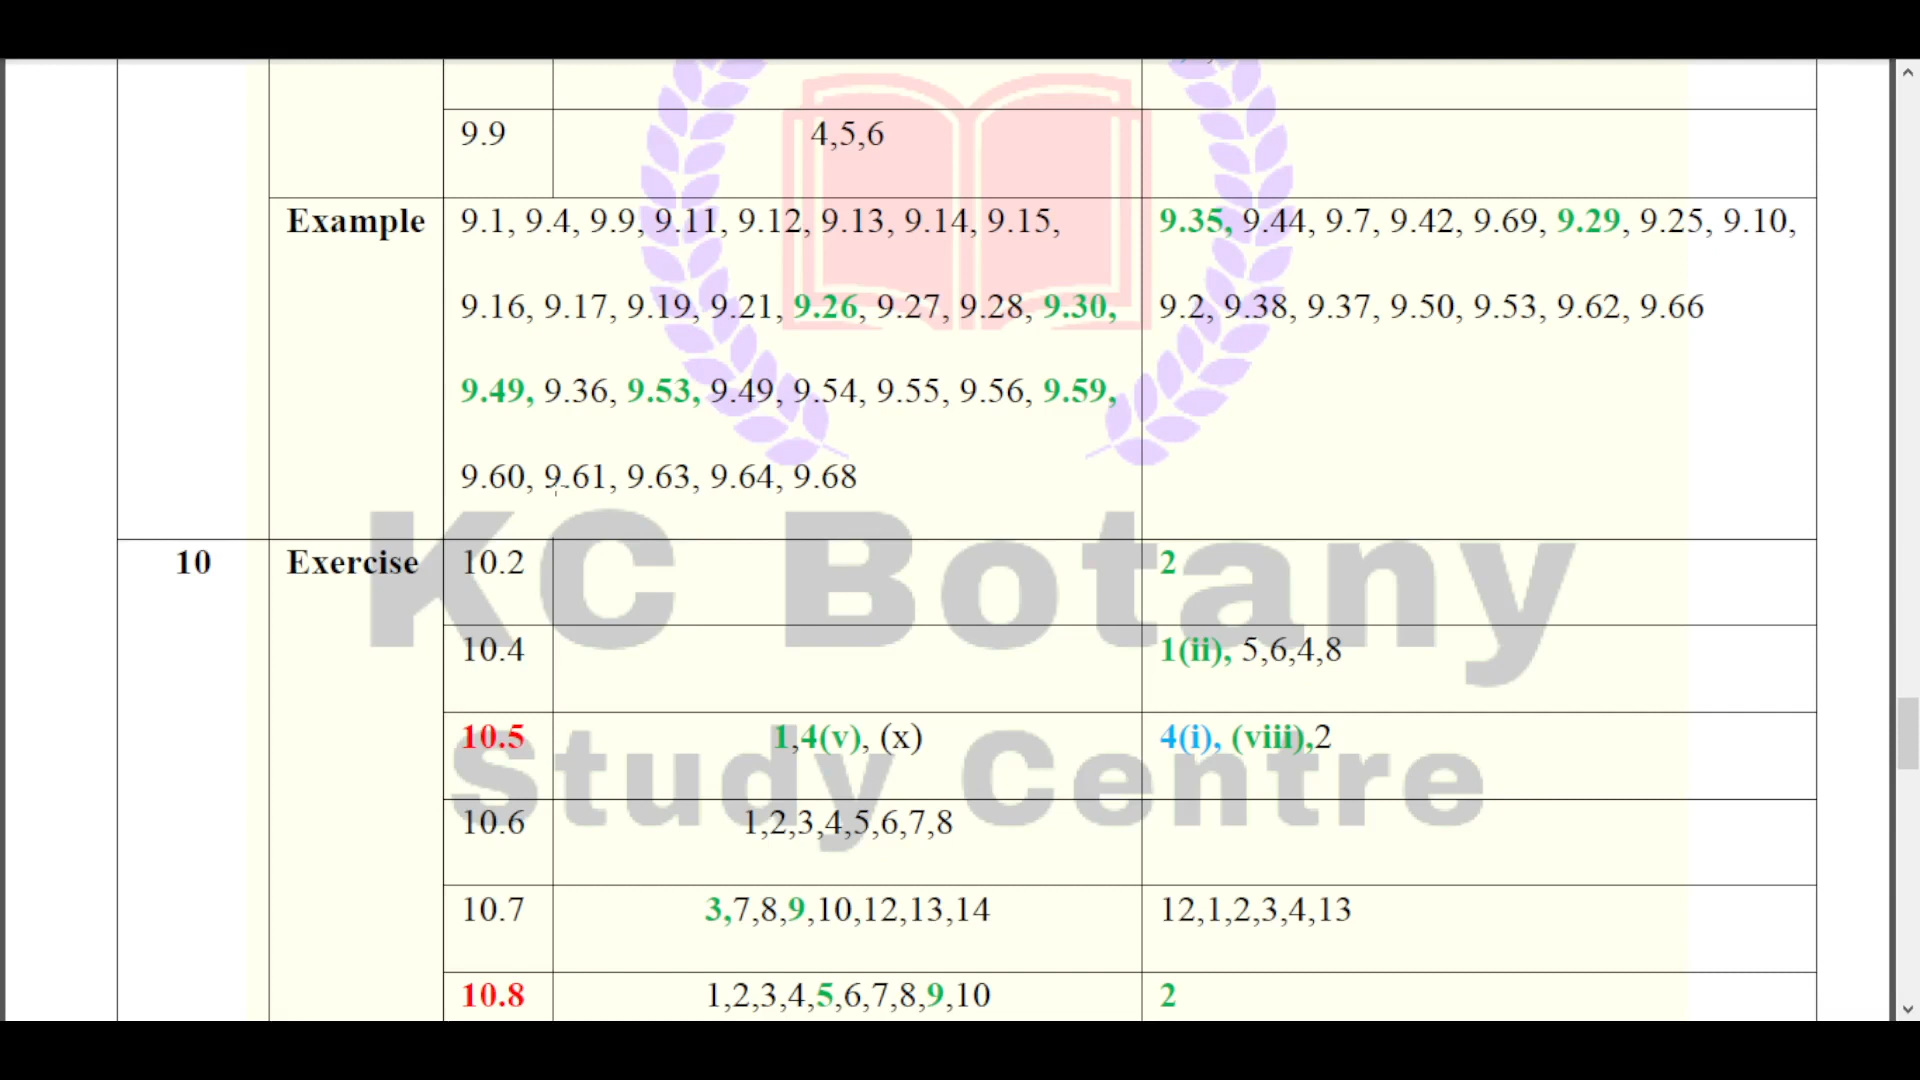 9.9 4,5,6
Example 9.1, 9.4, 9.9, 9.11, 9.12, 9.13, 9.14, 9.15, 9.35, 9.44, 9.7, 9.42, 9.69, 9.29, 9.25, 9.10,
9.16, 9.17, 9.19, 9.21, 9.26, 9.27, 9.28, 9.30, 9.2, 9.38, 9.37, 9.50, 9.53, 9.62, 9.66
9.49, 9.36, 9.53, 9.49, 9.54, 9.55, 9.56, 9.59,
9.60, 9.61, 9.63, 9.64, 9.68
10 Exercise 10.2 2
10.4 1(ii), 5,6,4,8
10.5 1,4(v), (x) 4(i), (viii),2
10.6 1,2,3,4,5,6,7,8
10.7 3,7,8,9,10,12,13,14 12,1,2,3,4,13
10.8 1,2,3,4,5,6,7,8,9,10 2
KC Botany
Study Centre